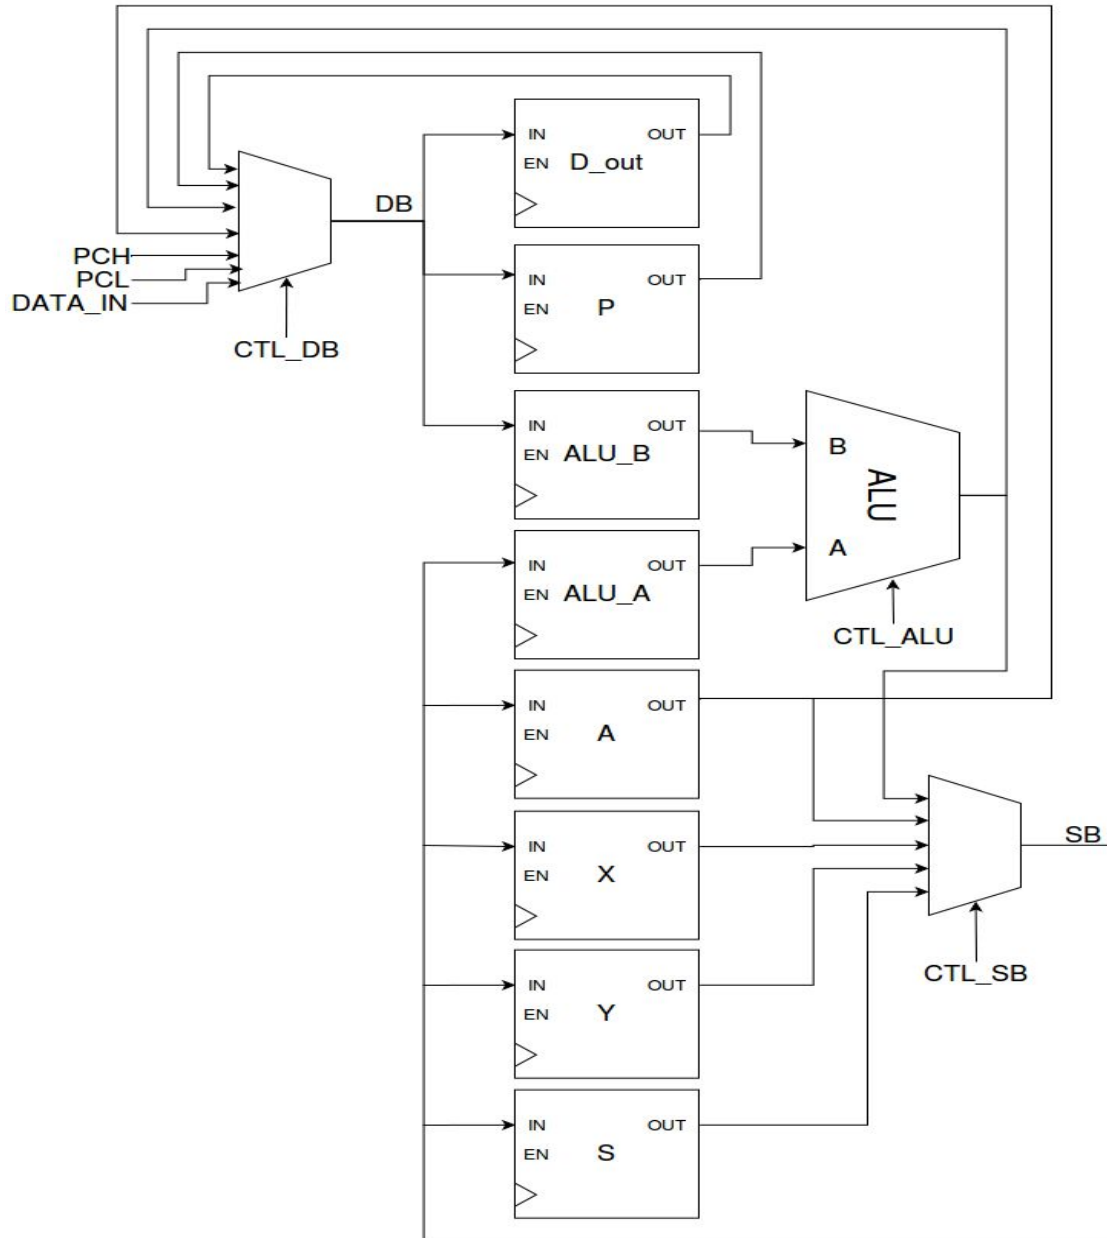 IN
OUT
EN
D_out
DB
PCH
PCL
DATA_IN
CTL_DB
IN
OUT
EN
P
IN
OUT
EN
ALU_B
B
ALU
A
CTL_ALU
IN
OUT
EN
ALU_A
IN
OUT
EN
A
IN
OUT
EN
X
SB
CTL_SB
IN
OUT
EN
Y
IN
OUT
EN
S